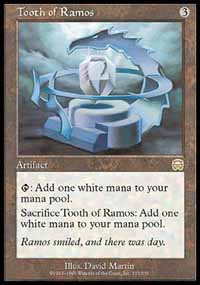 Tooth of Ramos 3
Artifact
: Add one white mana to your
mana pool.
Sacrifice Tooth of Ramos: Add one
white mana to your mana pool.
Ramos smiled, and there was day.
Illus. David Martin